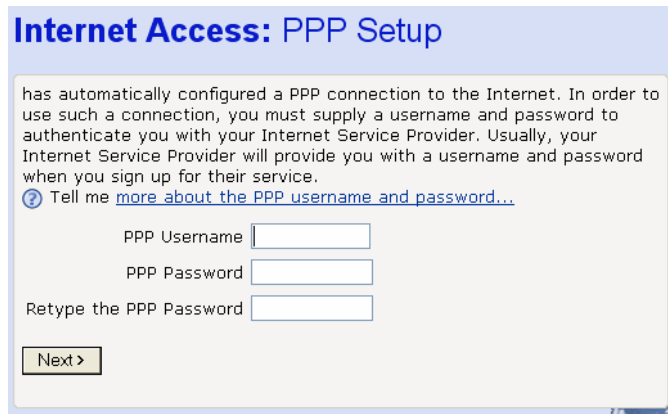 Internet Access: PPP Setup
has automatically configured a PPP connection to the Internet. In order to
use such a connection, you must supply a username and password to
authenticate you with your Internet Service Provider. Usually, your
Internet Service Provider will provide you with a username and password
when you sign up for their service.
? Tell me more about the PPP username and password...
PPP Username
PPP Password
Retype the PPP Password
Next >